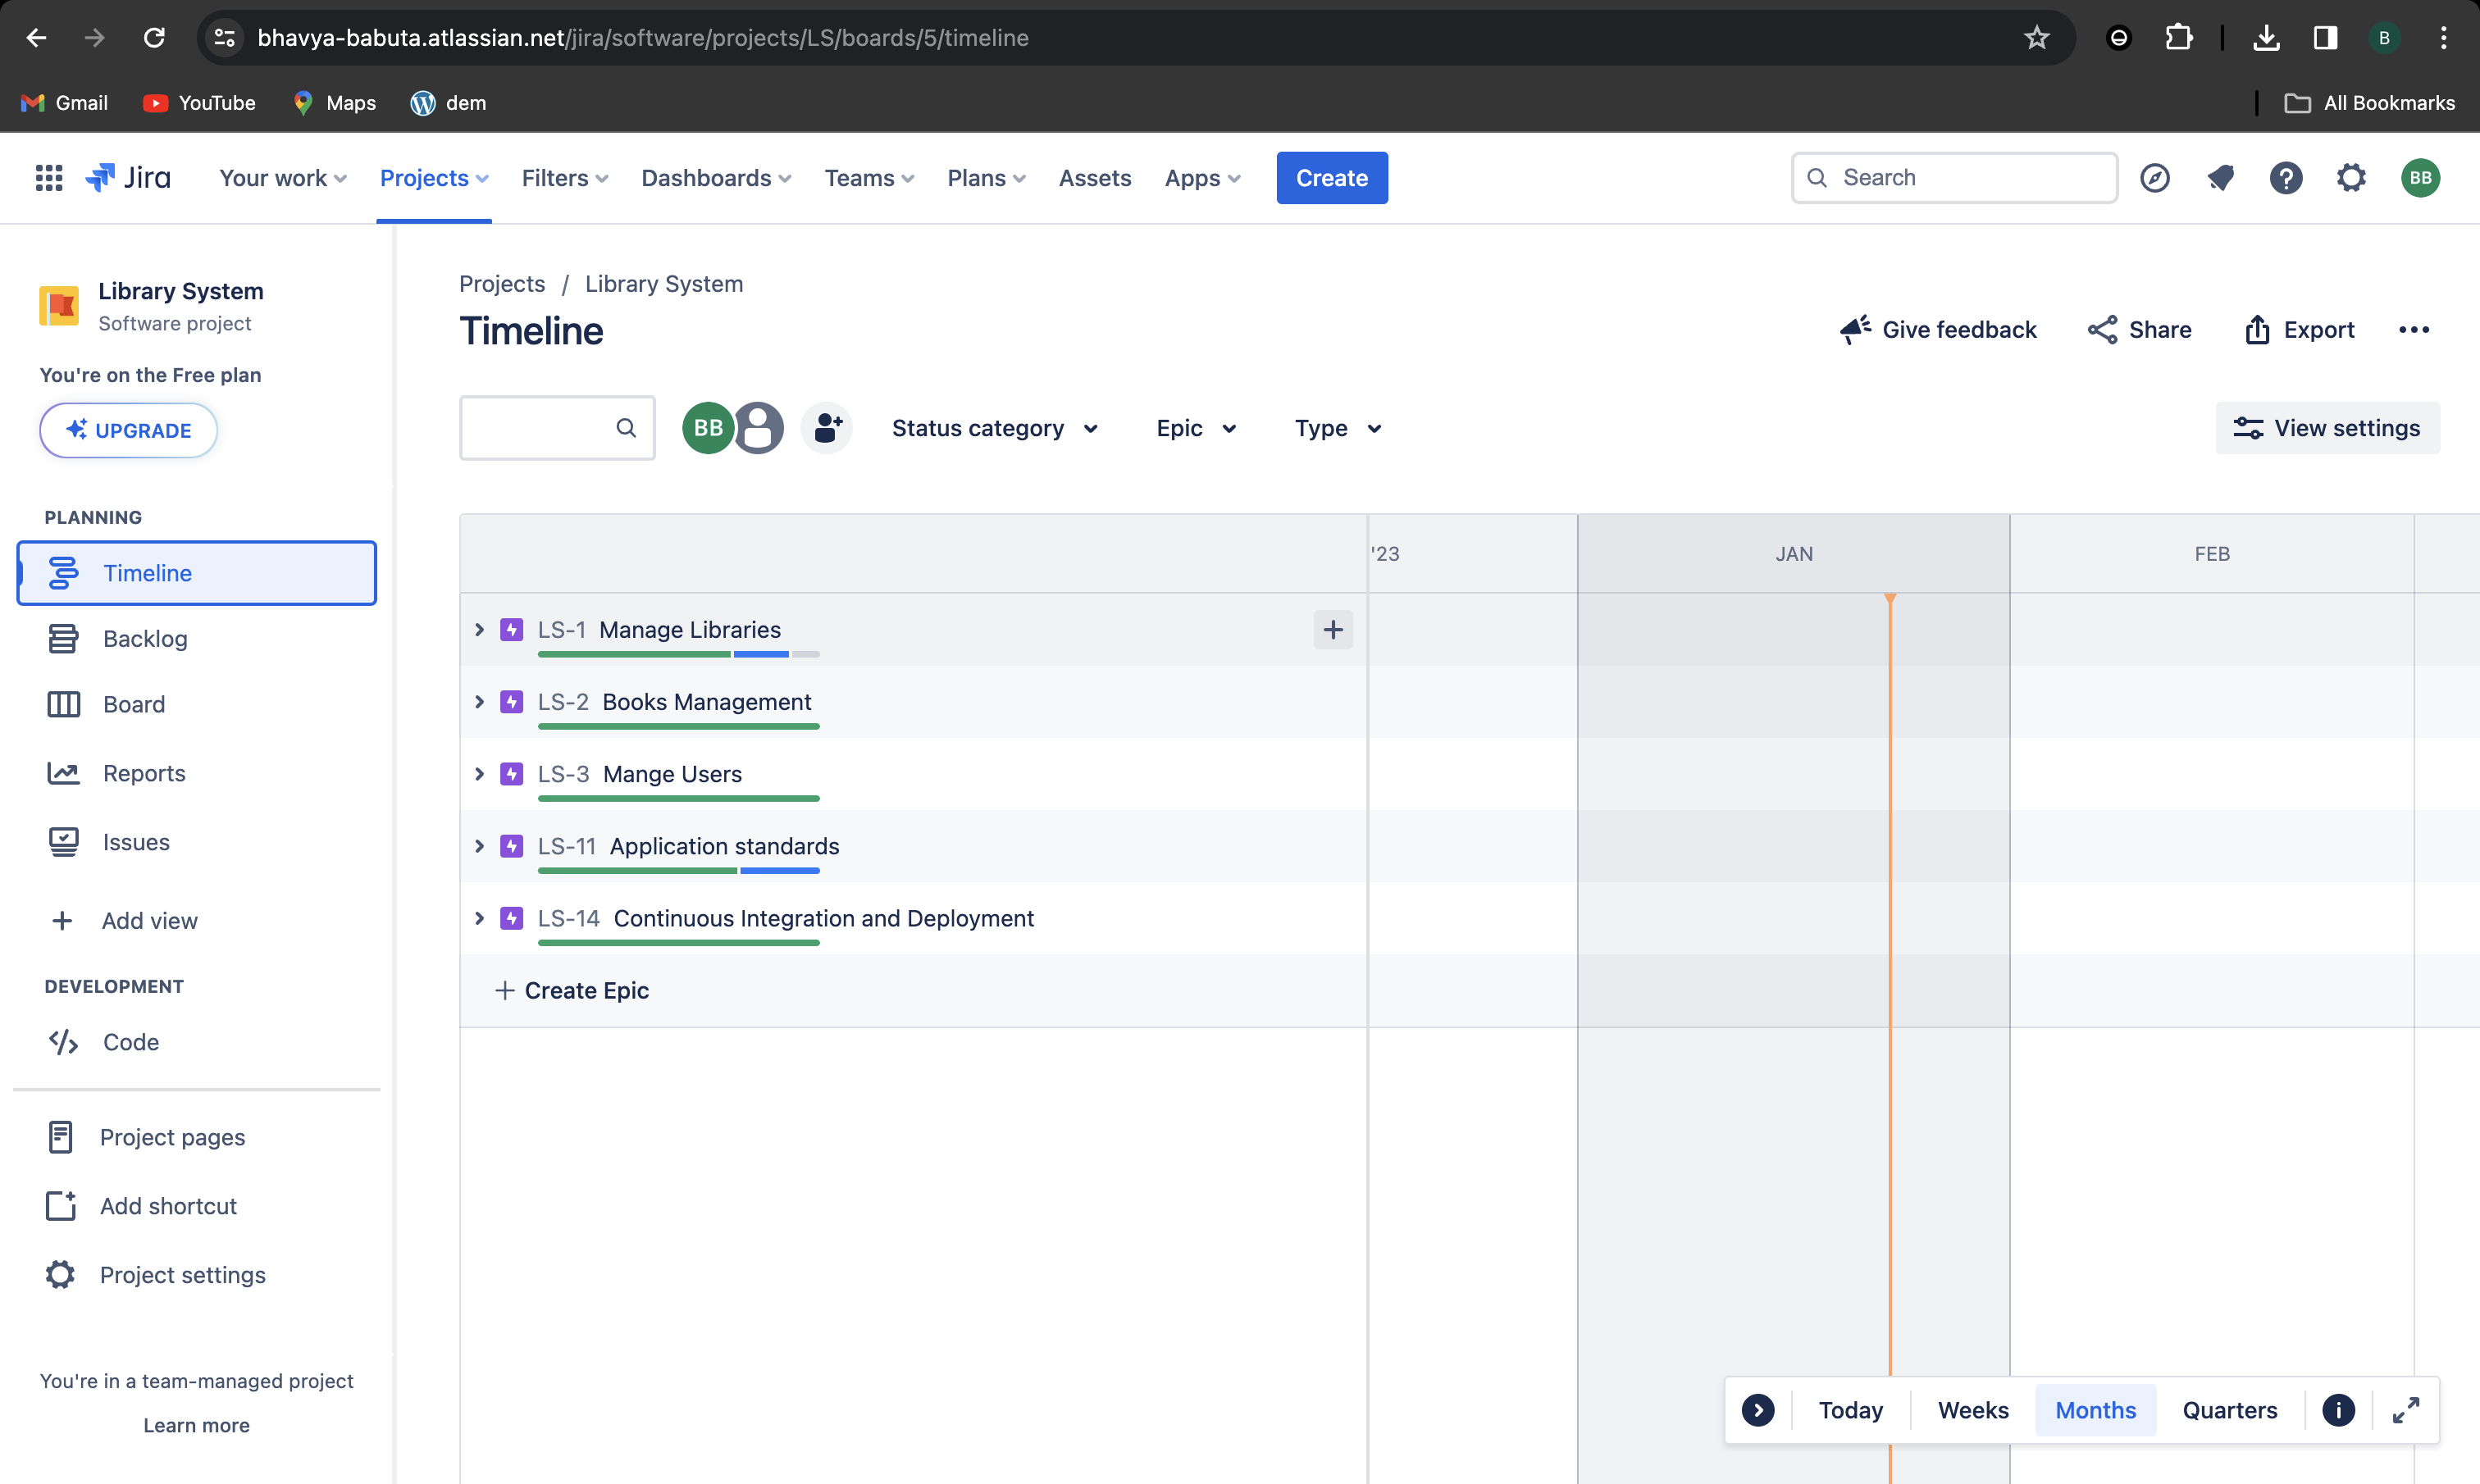 bhavya-babuta.atlassian.net/jira/software/projects/LS/boards/5/timeline
B
Gmail
YouTube
Maps
dem
All Bookmarks
Jira
Your work
Projects
Filters
Dashboards
Teams
Plans
Assets
Apps
Create
Search
BB
Library System
Software project
You're on the Free plan
UPGRADE
PLANNING
Timeline
Backlog
Board
Reports
Issues
Add view
DEVELOPMENT
Code
Project pages
Add shortcut
Project settings
You're in a team-managed project
Learn more
Projects / Library System
Timeline
Give feedback
Share
Export
BB
Status category
Epic
Type
View settings
'23
JAN
FEB
LS-1 Manage Libraries
LS-2 Books Management
LS-3 Mange Users
LS-11 Application standards
LS-14 Continuous Integration and Deployment
+ Create Epic
Today
Weeks
Months
Quarters